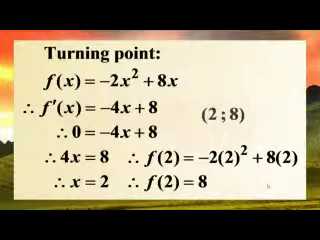 Turning point:
f(x) = −2x² + 8x
∴ f′(x) = −4x + 8
(2 ; 8)
∴ 0 = −4x + 8
∴ 4x = 8 ∴ f(2) = −2(2)² + 8(2)
∴ x = 2 ∴ f(2) = 8